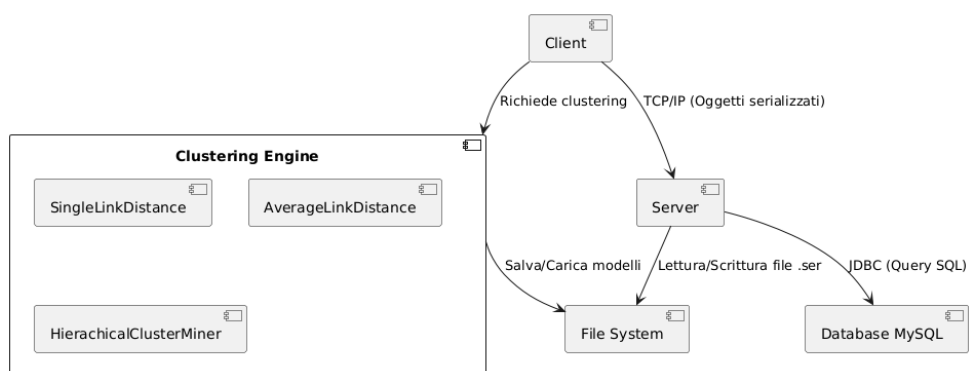 Client
Richiede clustering
TCP/IP (Oggetti serializzati)
Clustering Engine
SingleLinkDistance
AverageLinkDistance
Server
Salva/Carica modelli
Lettura/Scrittura file .ser
JDBC (Query SQL)
HierachicalClusterMiner
File System
Database MySQL